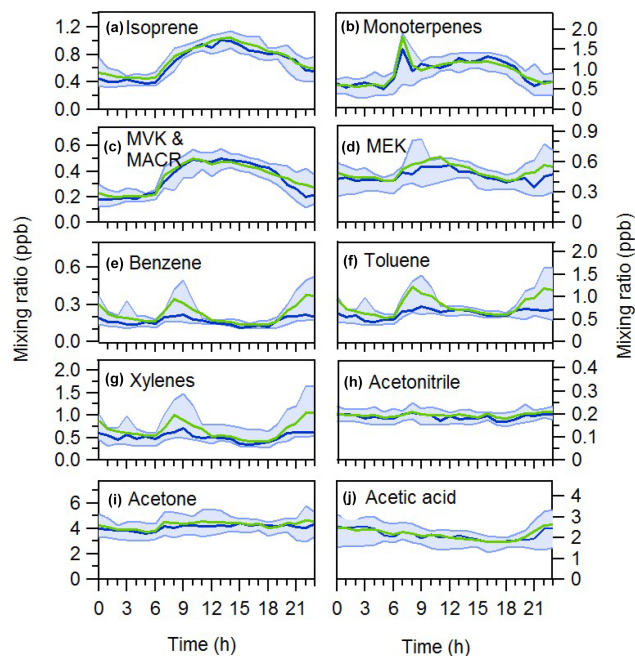 (a) Isoprene
1.2
0.8
0.4
0.0
(b) Monoterpenes
2.0
1.5
1.0
0.5
0.0
(c) MVK &
MACR
0.6
0.4
0.2
0.0
(d) MEK
0.9
0.6
0.3
0.0
(e) Benzene
0.6
0.3
0.0
(f) Toluene
2.0
1.5
1.0
0.5
0.0
(g) Xylenes
2.0
1.5
1.0
0.5
0.0
(h) Acetonitrile
0.4
0.3
0.2
0.1
0
(i) Acetone
6
4
2
0
(j) Acetic acid
4
3
2
1
0
0 3 6 9 12 15 18 21
0 3 6 9 12 15 18 21
Time (h)
Time (h)
Mixing ratio (ppb)
Mixing ratio (ppb)